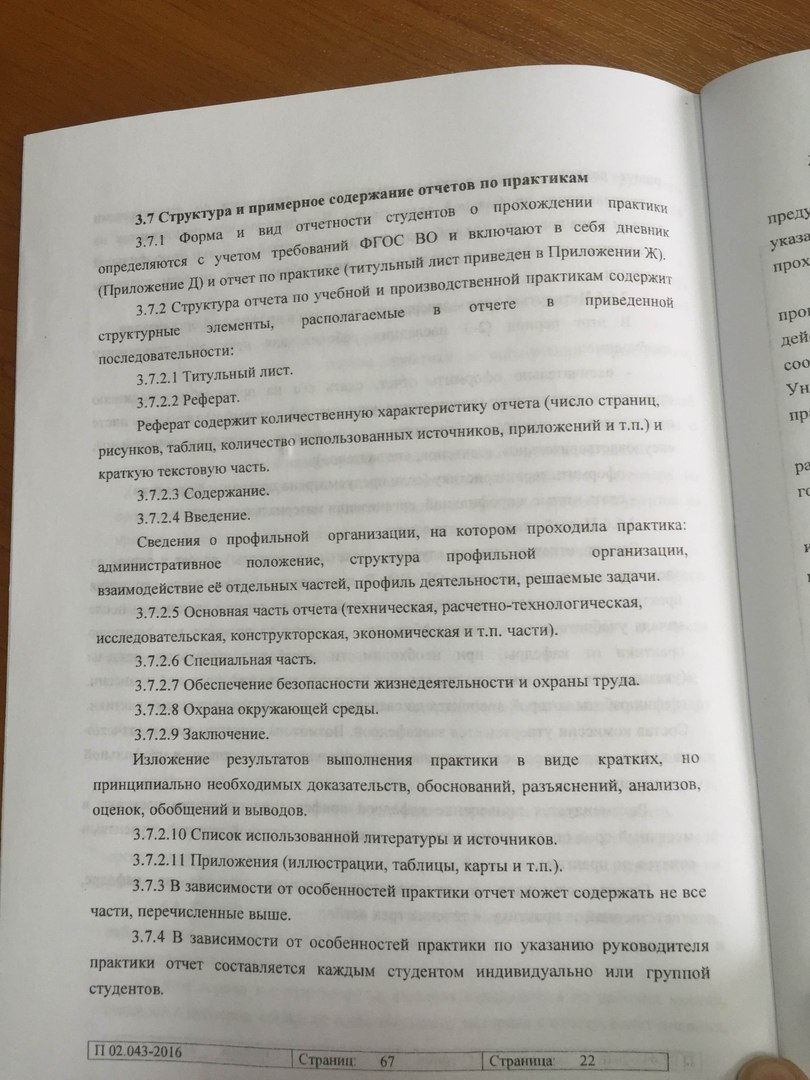 3.7 Структура и примерное содержание отчетов по практикам
3.7.1 Форма и вид отчетности студентов о прохождении практики
определяются с учетом требований ФГОС ВО и включают в себя дневник
(Приложение Д) и отчет по практике (титульный лист приведен в Приложении Ж).
3.7.2 Структура отчета по учебной и производственной практикам содержит
структурные элементы, располагаемые в отчете в приведенной
последовательности:
3.7.2.1 Титульный лист.
3.7.2.2 Реферат.
Реферат содержит количественную характеристику отчета (число страниц,
рисунков, таблиц, количество использованных источников, приложений и т.п.) и
краткую текстовую часть.
3.7.2.3 Содержание.
3.7.2.4 Введение.
Сведения о профильной организации, на котором проходила практика:
административное положение, структура профильной организации,
взаимодействие её отдельных частей, профиль деятельности, решаемые задачи.
3.7.2.5 Основная часть отчета (техническая, расчетно-технологическая,
исследовательская, конструкторская, экономическая и т.п. части).
3.7.2.6 Специальная часть.
3.7.2.7 Обеспечение безопасности жизнедеятельности и охраны труда.
3.7.2.8 Охрана окружающей среды.
3.7.2.9 Заключение.
Изложение результатов выполнения практики в виде кратких, но
принципиально необходимых доказательств, обоснований, разъяснений, анализов,
оценок, обобщений и выводов.
3.7.2.10 Список использованной литературы и источников.
3.7.2.11 Приложения (иллюстрации, таблицы, карты и т.п.).
3.7.3 В зависимости от особенностей практики отчет может содержать не все
части, перечисленные выше.
3.7.4 В зависимости от особенностей практики по указанию руководителя
практики отчет составляется каждым студентом индивидуально или группой
студентов.
П 02.043-2016 Страниц: 67 Страница: 22